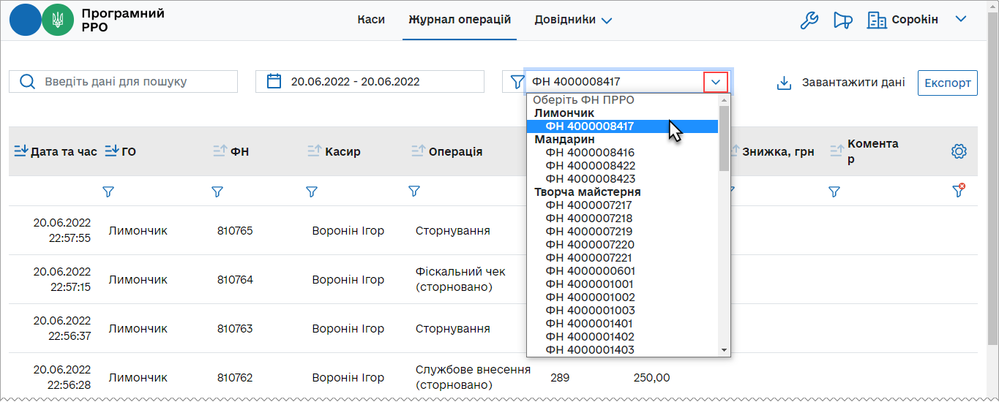 Програмний
РРО
Каси
Журнал операцій
Довідники
Сорокін
Введіть дані для пошуку
20.06.2022 - 20.06.2022
ФН 4000008417
Завантажити дані
Експорт
Оберіть ФН ПРРО
Лимончик
ФН 4000008417
Мандарин
ФН 4000008416
ФН 4000008422
ФН 4000008423
Творча майстерня
ФН 4000007217
ФН 4000007218
ФН 4000007219
ФН 4000007220
ФН 4000007221
ФН 4000000601
ФН 4000001001
ФН 4000001002
ФН 4000001003
ФН 4000001401
ФН 4000001402
ФН 4000001403
Дата та час
ГО
ФН
Касир
Операція
Знижка, грн
Комента
р
20.06.2022
22:57:55
Лимончик
810765
Воронін Ігор
Сторнування
20.06.2022
22:57:15
Лимончик
810764
Воронін Ігор
Фіскальний чек
(сторновано)
20.06.2022
22:56:37
Лимончик
810763
Воронін Ігор
Сторнування
20.06.2022
22:56:28
Лимончик
810762
Воронін Ігор
Службове внесення
(сторновано)
289
250,00